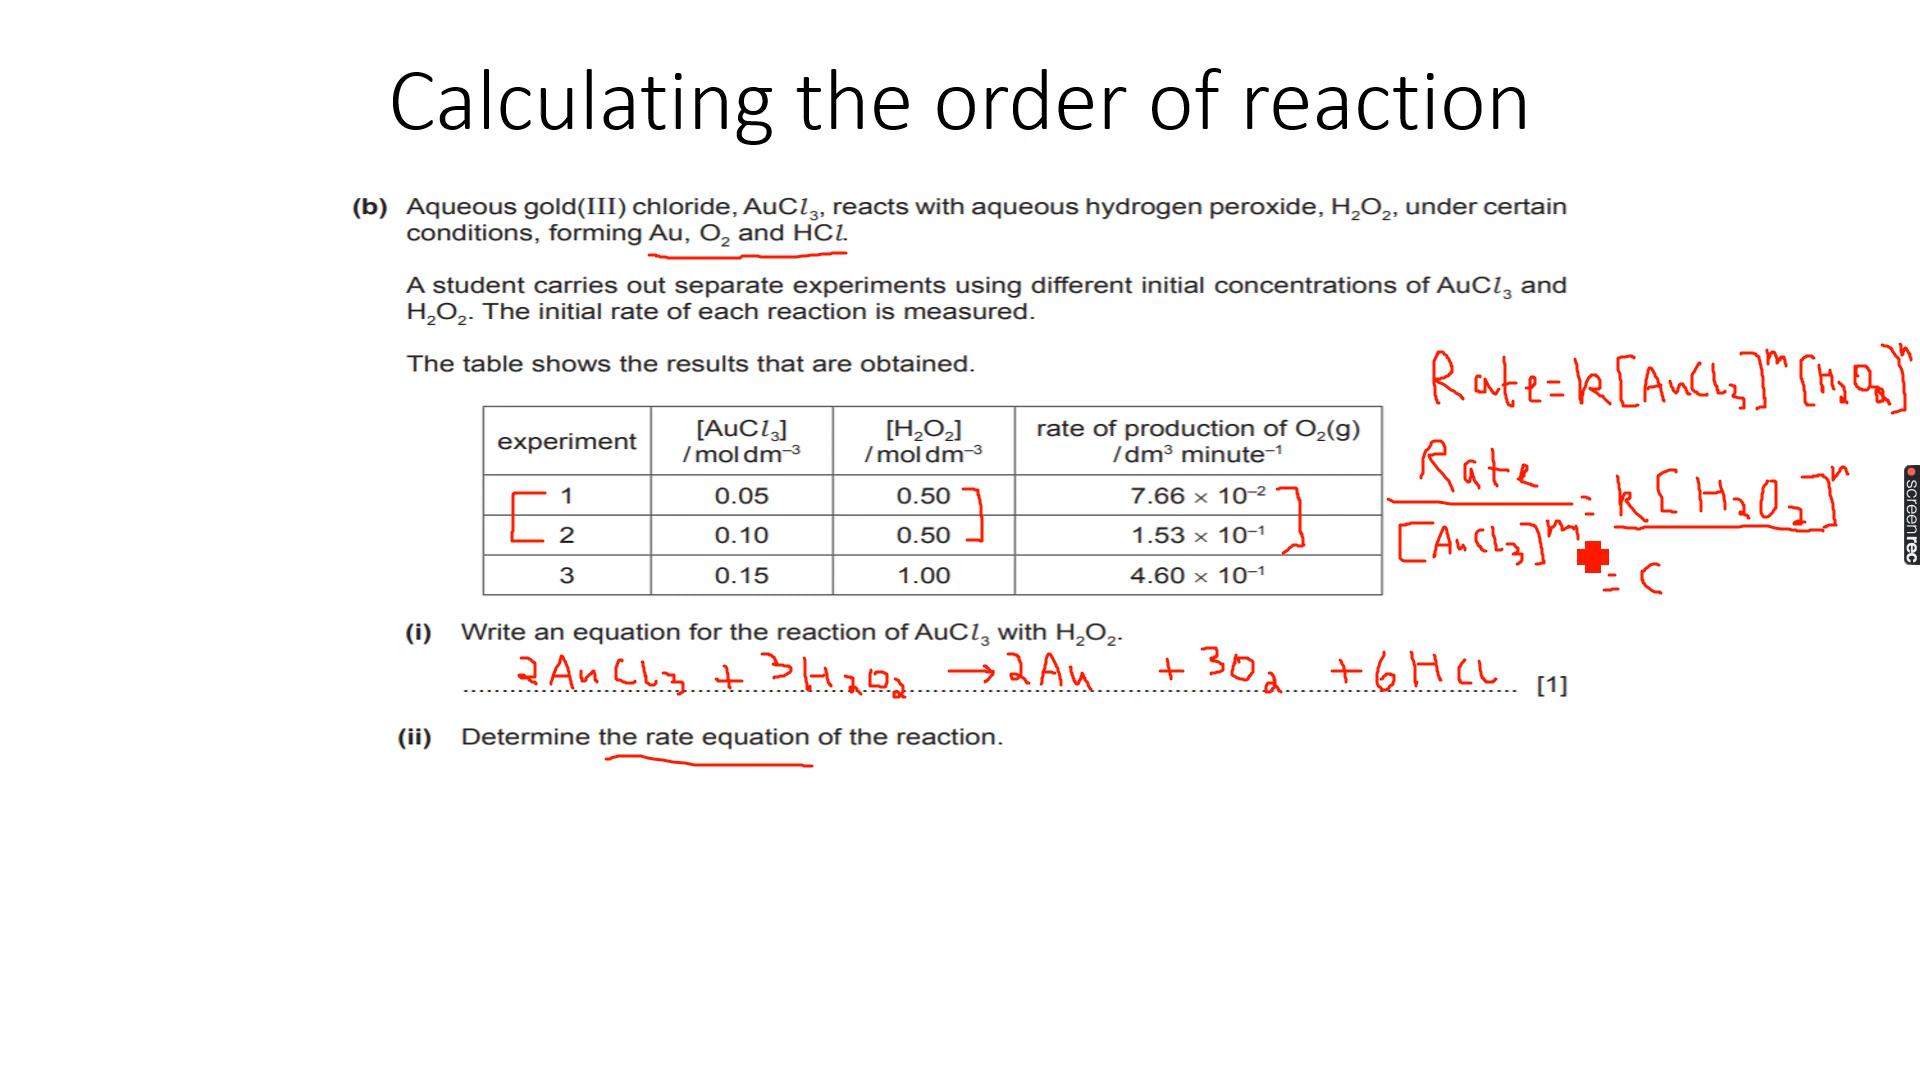 Calculating the order of reaction
(b) Aqueous gold(III) chloride, AuCl₃, reacts with aqueous hydrogen peroxide, H₂O₂, under certain
conditions, forming Au, O₂ and HCl.
A student carries out separate experiments using different initial concentrations of AuCl₃ and
H₂O₂. The initial rate of each reaction is measured.
The table shows the results that are obtained.
Rate = k[AuCl₃]ᵐ [H₂O₂]ⁿ
experiment [AuCl₃] /mol dm⁻³ [H₂O₂] /mol dm⁻³ rate of production of O₂(g) /dm³ minute⁻¹
1 0.05 0.50 7.66 × 10⁻²
2 0.10 0.50 1.53 × 10⁻¹
3 0.15 1.00 4.60 × 10⁻¹
Rate / [AuCl₃]ᵐ = k[H₂O₂]ⁿ
= C
(i) Write an equation for the reaction of AuCl₃ with H₂O₂.
2AuCl₃ + 3H₂O₂ → 2Au + 3O₂ + 6HCl [1]
(ii) Determine the rate equation of the reaction.
screenrec